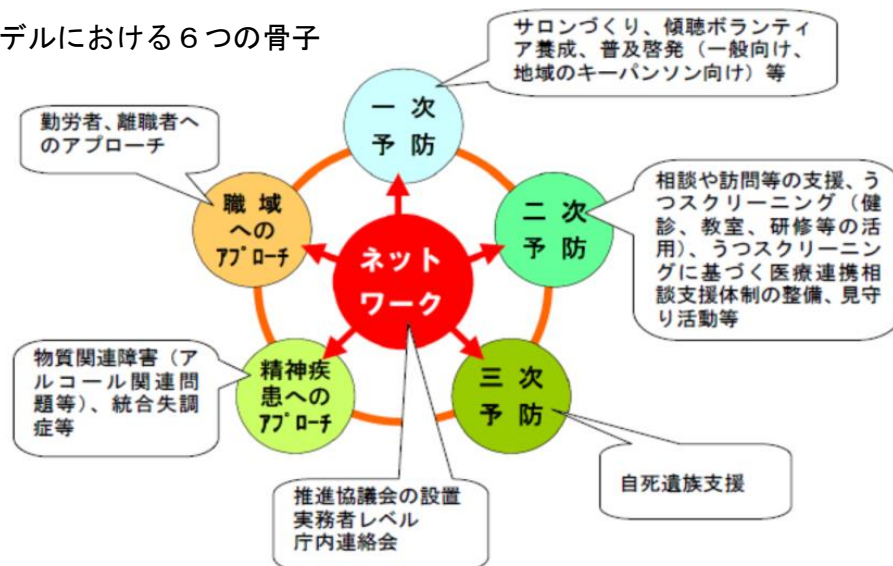 デルにおける６つの骨子
サロンづくり、傾聴ボランティ
ア養成、普及啓発（一般向け、
地域のキーパンソン向け）等
一 次
予 防
勤労者、離職者へ
のアプローチ
職 域
への
ｱﾌﾟﾛｰﾁ
二 次
予 防
相談や訪問等の支援、う
つスクリーニング（健
診、教室、研修等の活
用）、うつスクリーニン
グに基づく医療連携相
談支援体制の整備、見守
り活動等
ネット
ワーク
物質関連障害（ア
ルコール関連問
題等）、統合失調
症等
精神疾
患への
ｱﾌﾟﾛｰﾁ
三 次
予 防
推進協議会の設置
実務者レベル
庁内連絡会
自死遺族支援